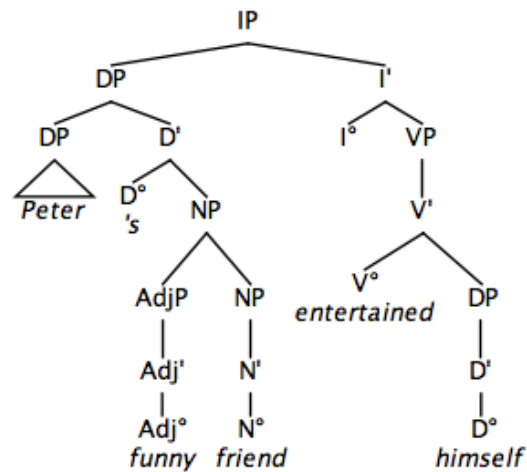 IP
DP I'
DP D' I° VP
Peter D° NP V'
's
AdjP NP V° DP
entertained
Adj' N' D'
Adj° N° D°
funny friend himself